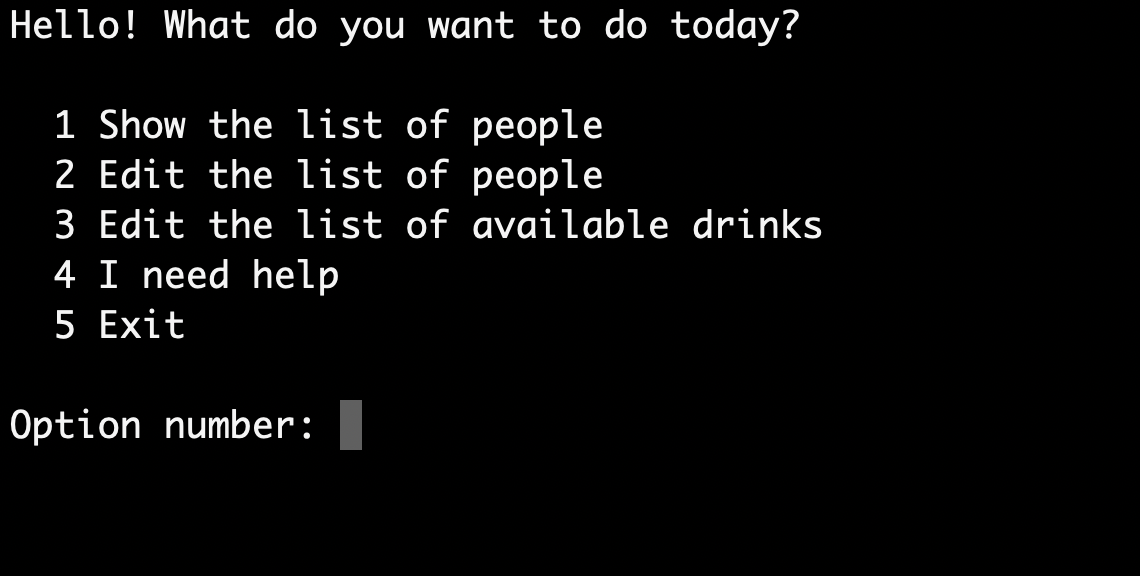 Hello! What do you want to do today?
1 Show the list of people
2 Edit the list of people
3 Edit the list of available drinks
4 I need help
5 Exit
Option number: